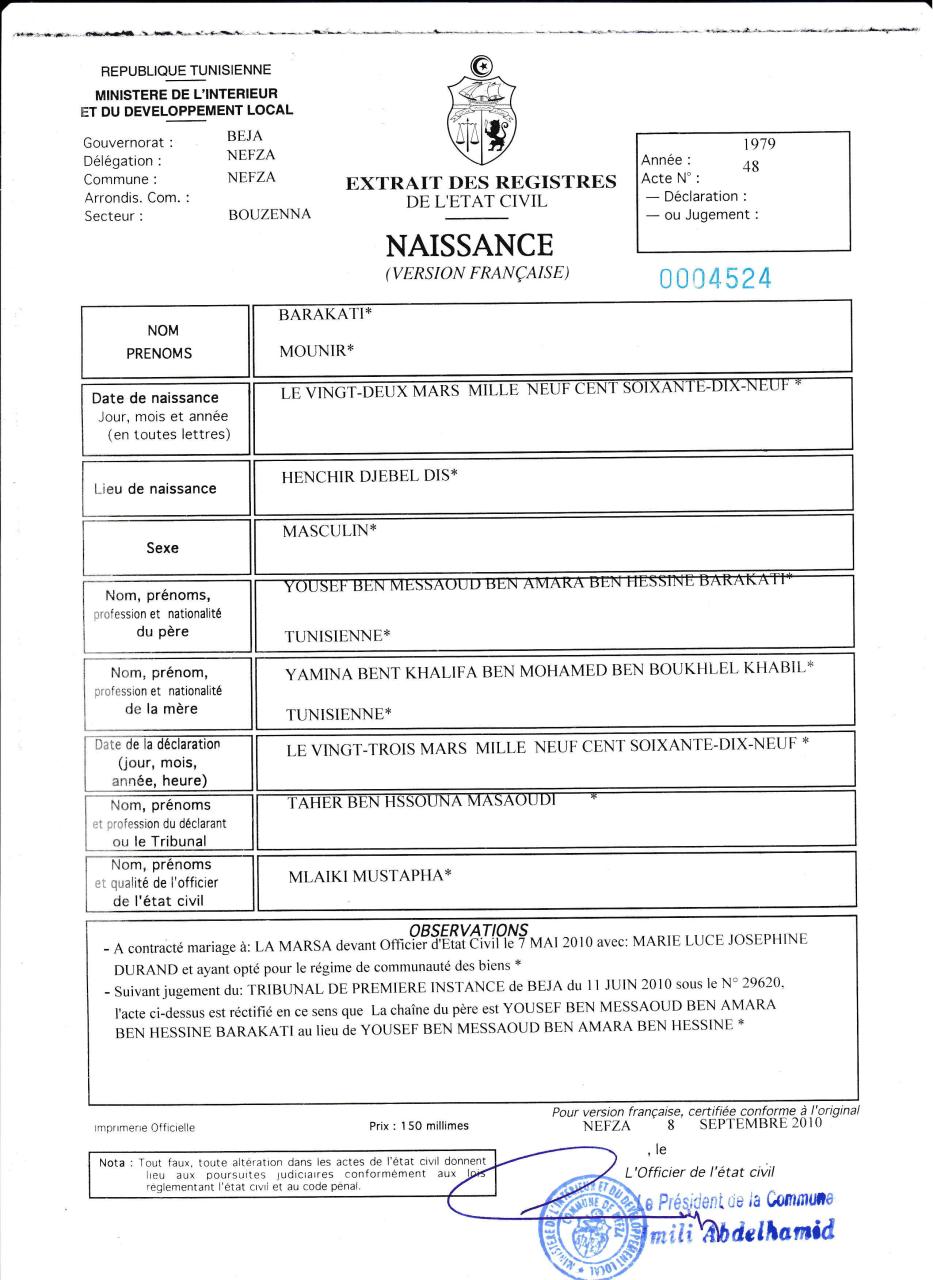 REPUBLIQUE TUNISIENNE
MINISTERE DE L'INTERIEUR
ET DU DEVELOPPEMENT LOCAL
Gouvernorat : BEJA
Délégation : NEFZA
Commune : NEFZA
Arrondis. Com. :
Secteur : BOUZENNA
EXTRAIT DES REGISTRES
DE L'ETAT CIVIL
NAISSANCE
(VERSION FRANÇAISE)
Année : 1979
Acte N° : 48
— Déclaration :
— ou Jugement :
0004524
NOM BARAKATI*
PRENOMS MOUNIR*
Date de naissance LE VINGT-DEUX MARS MILLE NEUF CENT SOIXANTE-DIX-NEUF *
Jour, mois et année
(en toutes lettres)
Lieu de naissance HENCHIR DJEBEL DIS*
Sexe MASCULIN*
Nom, prénoms, YOUSEF BEN MESSAOUD BEN AMARA BEN HESSINE BARAKATI*
profession et nationalité
du père TUNISIENNE*
Nom, prénom, YAMINA BENT KHALIFA BEN MOHAMED BEN BOUKHLEL KHABIL*
profession et nationalité
de la mère TUNISIENNE*
Date de la déclaration LE VINGT-TROIS MARS MILLE NEUF CENT SOIXANTE-DIX-NEUF *
(jour, mois,
année, heure)
Nom, prénoms TAHER BEN HSSOUNA MASAOUDI *
et profession du déclarant
ou le Tribunal
Nom, prénoms MLAIKI MUSTAPHA*
et qualité de l'officier
de l'état civil
OBSERVATIONS
- A contracté mariage à: LA MARSA devant Officier d'Etat Civil le 7 MAI 2010 avec: MARIE LUCE JOSEPHINE
DURAND et ayant opté pour le régime de communauté des biens *
- Suivant jugement du: TRIBUNAL DE PREMIERE INSTANCE de BEJA du 11 JUIN 2010 sous le N° 29620,
l'acte ci-dessus est réctifié en ce sens que La chaîne du père est YOUSEF BEN MESSAOUD BEN AMARA
BEN HESSINE BARAKATI au lieu de YOUSEF BEN MESSAOUD BEN AMARA BEN HESSINE *
Imprimerie Officielle
Prix : 150 millimes
Pour version française, certifiée conforme à l'original
NEFZA 8 SEPTEMBRE 2010
, le
L'Officier de l'état civil
Nota : Tout faux, toute altération dans les actes de l'état civil donnent
lieu aux poursuites judiciaires conformément aux lois
réglementant l'état civil et au code pénal.
Le Président de la Commune
Abdelhamid
MINISTERE DE L'INTERIEUR ET DU DEVELOPPEMENT LOCAL
COMMUNE DE NEFZA